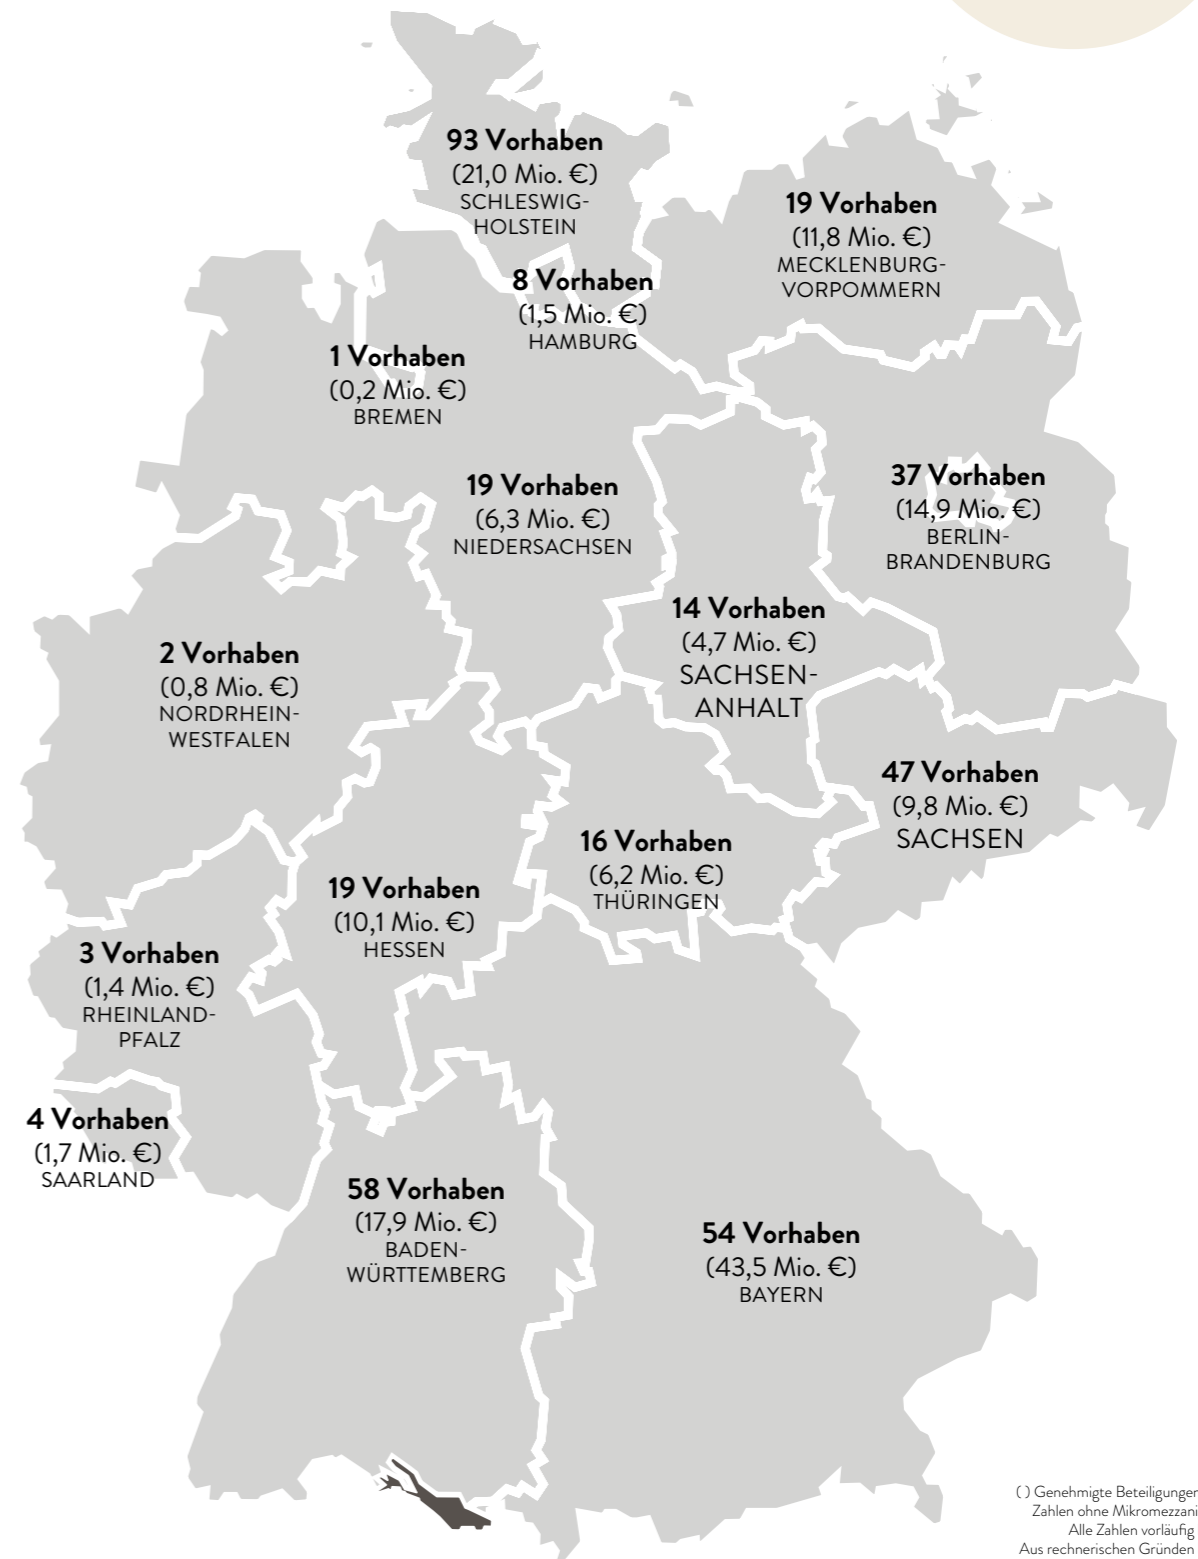 93 Vorhaben
(21,0 Mio. €)
SCHLESWIG-
HOLSTEIN
19 Vorhaben
(11,8 Mio. €)
MECKLENBURG-
VORPOMMERN
8 Vorhaben
(1,5 Mio. €)
HAMBURG
1 Vorhaben
(0,2 Mio. €)
BREMEN
19 Vorhaben
(6,3 Mio. €)
NIEDERSACHSEN
37 Vorhaben
(14,9 Mio. €)
BERLIN-
BRANDENBURG
14 Vorhaben
(4,7 Mio. €)
SACHSEN-
ANHALT
2 Vorhaben
(0,8 Mio. €)
NORDRHEIN-
WESTFALEN
47 Vorhaben
(9,8 Mio. €)
SACHSEN
16 Vorhaben
(6,2 Mio. €)
THÜRINGEN
19 Vorhaben
(10,1 Mio. €)
HESSEN
3 Vorhaben
(1,4 Mio. €)
RHEINLAND-
PFALZ
4 Vorhaben
(1,7 Mio. €)
SAARLAND
58 Vorhaben
(17,9 Mio. €)
BADEN-
WÜRTTEMBERG
54 Vorhaben
(43,5 Mio. €)
BAYERN
( ) Genehmigte Beteiligunger
Zahlen ohne Mikromezzani
Alle Zahlen vorläufig
Aus rechnerischen Gründen